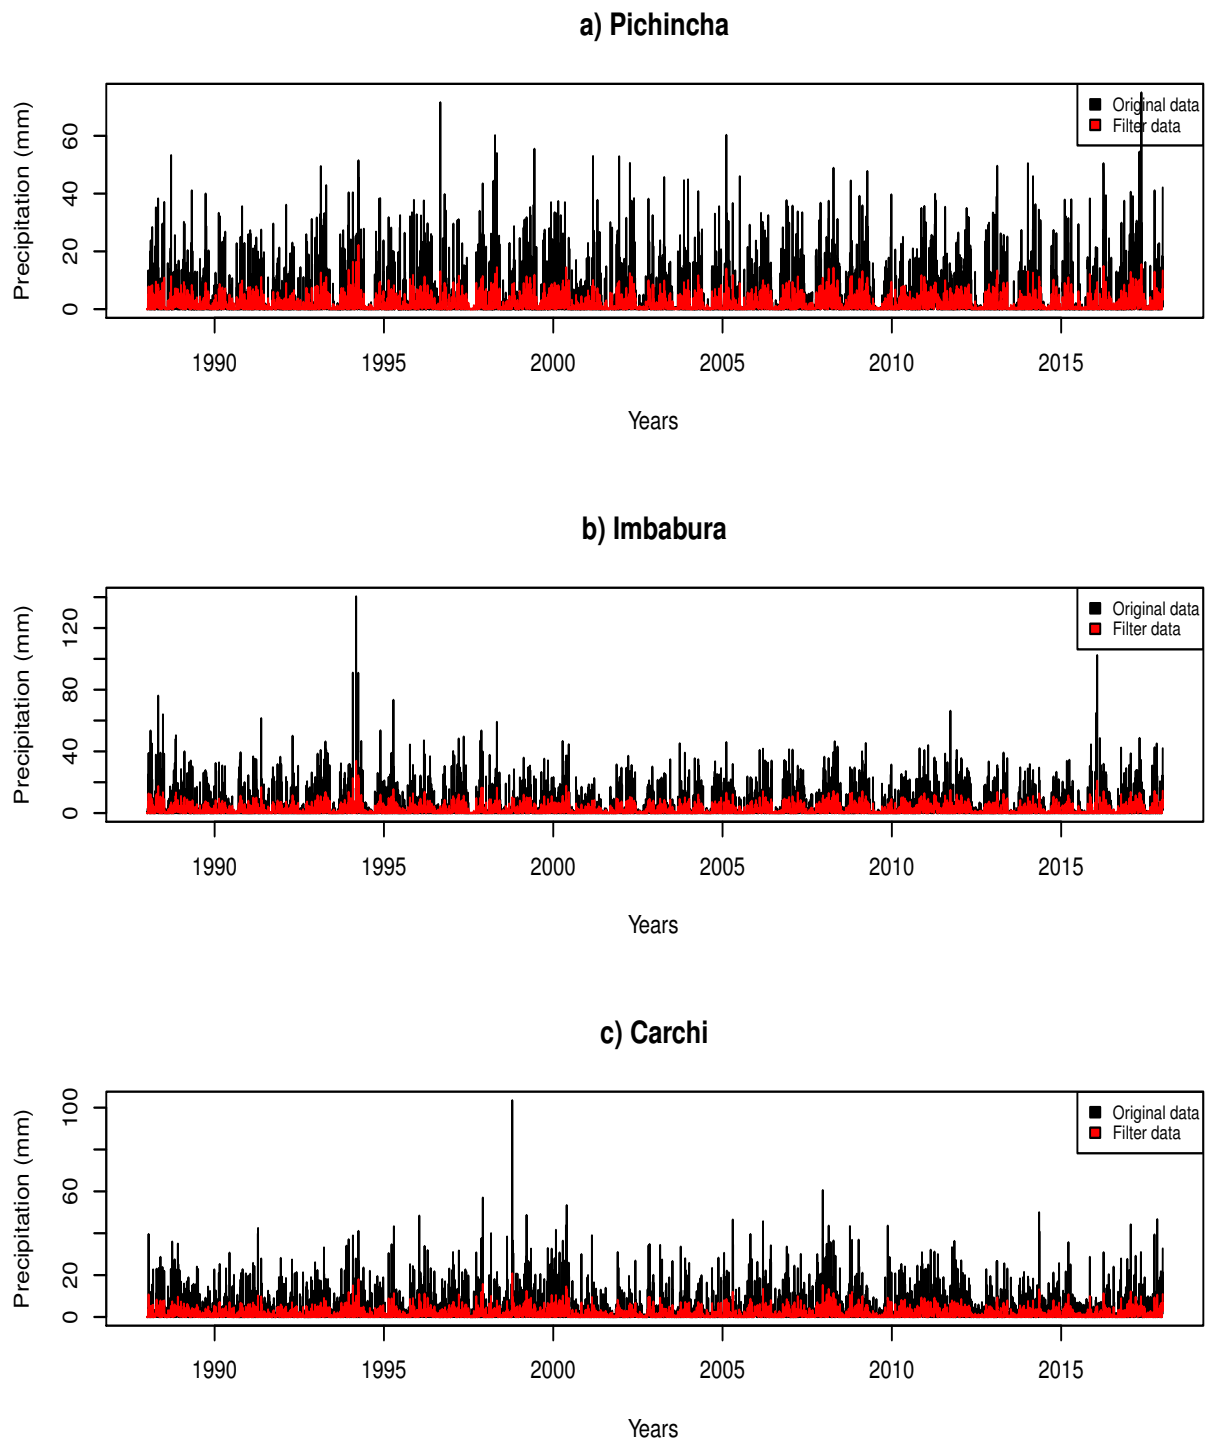 a) Pichincha
Precipitation (mm)
60
40
20
0
Original data
Filter data
1990 1995 2000 2005 2010 2015
Years
b) Imbabura
Precipitation (mm)
120
80
40
0
Original data
Filter data
1990 1995 2000 2005 2010 2015
Years
c) Carchi
Precipitation (mm)
100
60
20
0
Original data
Filter data
1990 1995 2000 2005 2010 2015
Years